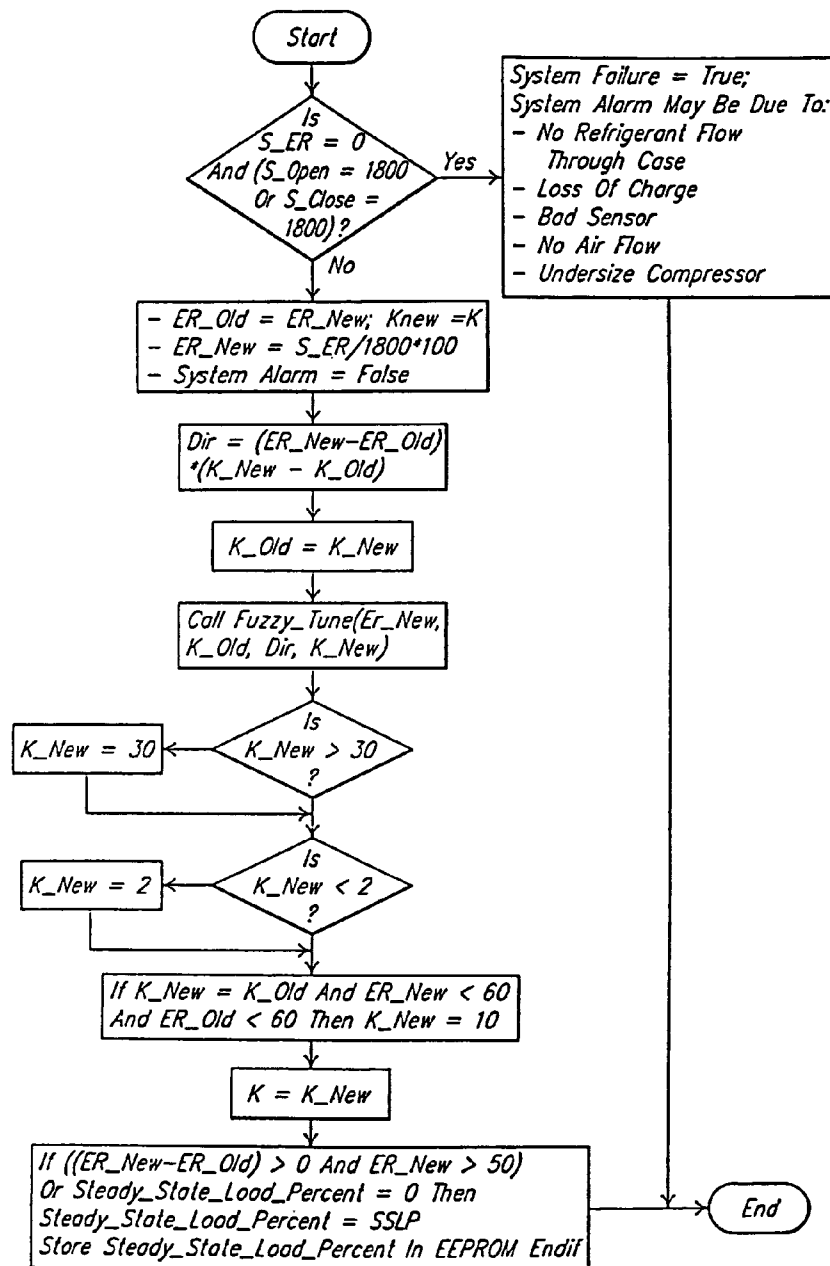 Start
Is
S_ER = 0
And (S_Open = 1800
Or S_Close =
1800)?
Yes
No
System Failure = True;
System Alarm May Be Due To:
- No Refrigerant Flow
Through Case
- Loss Of Charge
- Bad Sensor
- No Air Flow
- Undersize Compressor
- ER_Old = ER_New; Knew =K
- ER_New = S_ER/1800*100
- System Alarm = False
Dir = (ER_New-ER_Old)
*(K_New - K_Old)
K_Old = K_New
Call Fuzzy_Tune(Er_New,
K_Old, Dir, K_New)
Is
K_New > 30
?
K_New = 30
Is
K_New < 2
?
K_New = 2
If K_New = K_Old And ER_New < 60
And ER_Old < 60 Then K_New = 10
K = K_New
If ((ER_New-ER_Old) > 0 And ER_New > 50)
Or Steady_State_Load_Percent = 0 Then
Steady_State_Load_Percent = SSLP
Store Steady_State_Load_Percent In EEPROM Endif
End